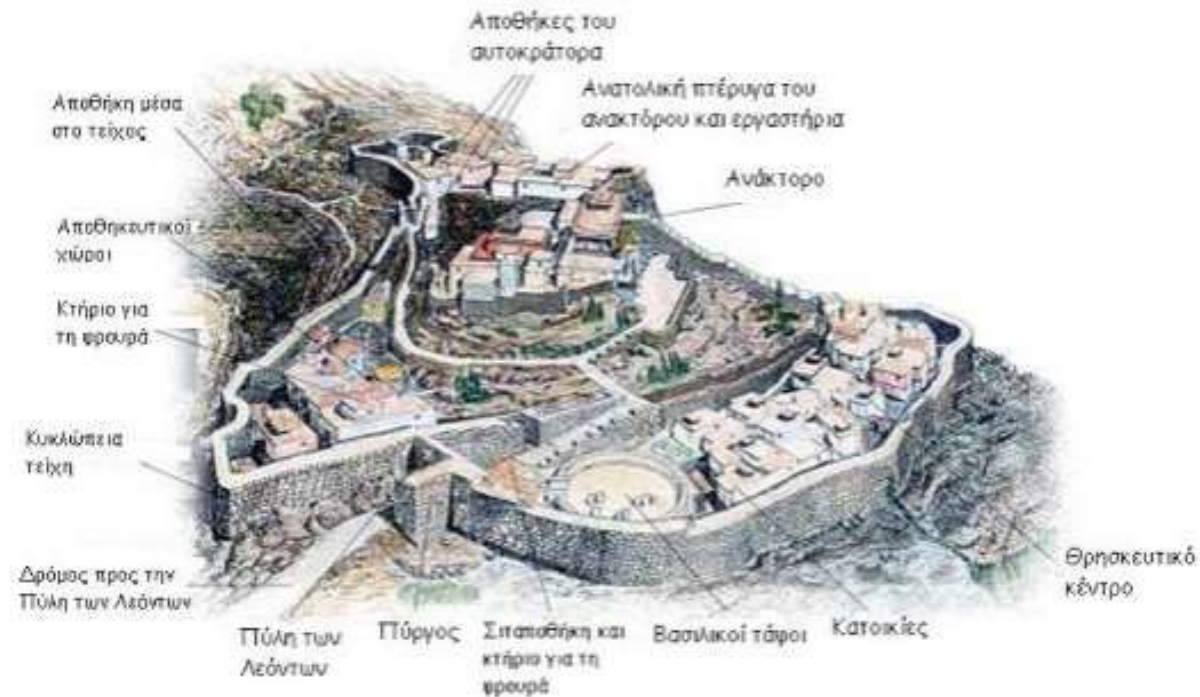 Αποθήκες του
αυτοκράτορα
Ανατολική πτέρυγα του
ανακτόρου και εργαστήρια
Αποθήκη μέσα
στο τείχος
Ανάκτορο
Αποθηκευτικοί
χώροι
Κτήριο για
τη φρουρά
Κυκλώπεια
τείχη
Δρόμος προς την
Πύλη των Λεόντων
Πύλη των
Λεόντων
Πύργος
Σιταποθήκη και
κτήριο για τη
φρουρά
Βασιλικοί τάφοι
Κατοικίες
Θρησκευτικό
κέντρο